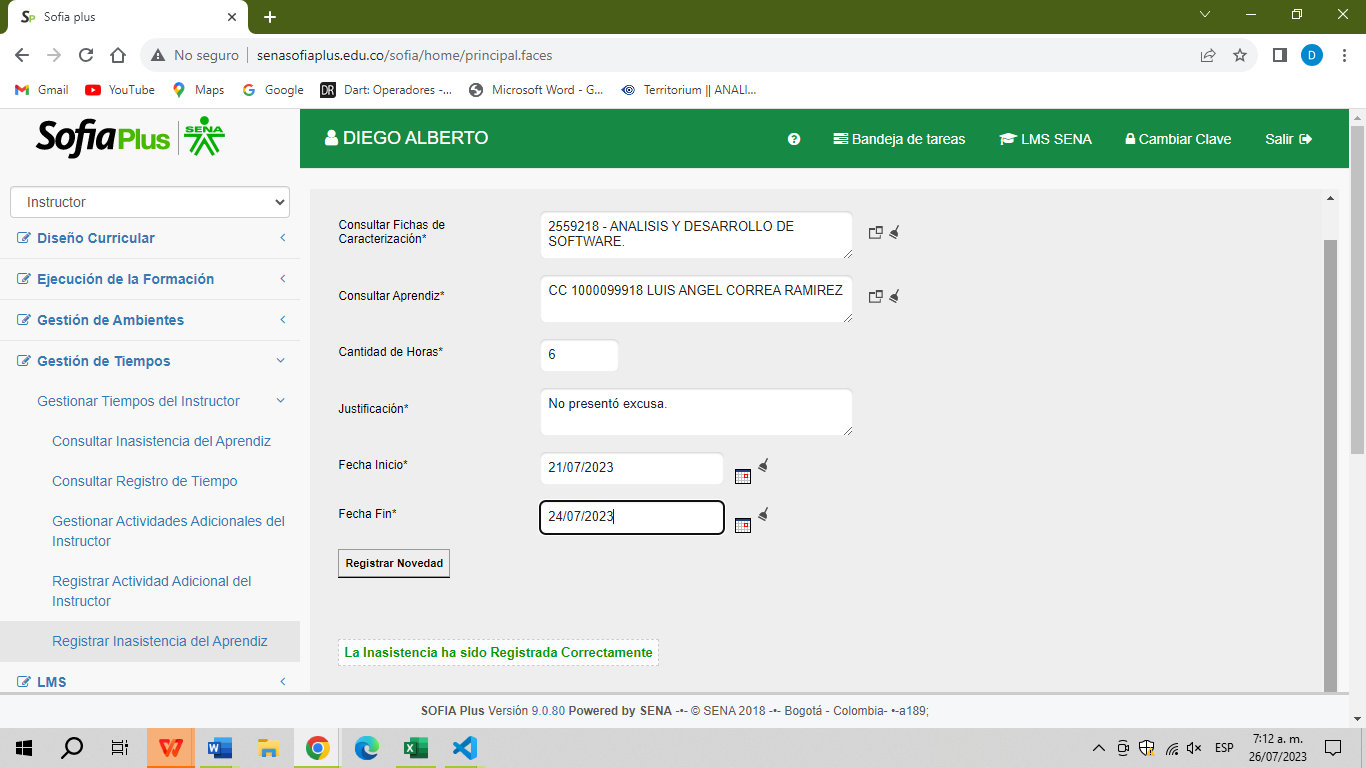 Sofia plus
No seguro
senasofiaplus.edu.co/sofia/home/principal.faces
D
Gmail
YouTube
Maps
Google
DR Dart: Operadores -...
Microsoft Word - G...
Territorium || ANALI...
Sofia Plus SENA
DIEGO ALBERTO
Bandeja de tareas
LMS SENA
Cambiar Clave
Salir
Instructor
Diseño Curricular
Ejecución de la Formación
Gestión de Ambientes
Gestión de Tiempos
Gestionar Tiempos del Instructor
Consultar Inasistencia del Aprendiz
Consultar Registro de Tiempo
Gestionar Actividades Adicionales del
Instructor
Registrar Actividad Adicional del
Instructor
Registrar Inasistencia del Aprendiz
LMS
Consultar Fichas de
Caracterización*
2559218 - ANALISIS Y DESARROLLO DE
SOFTWARE.
Consultar Aprendiz*
CC 1000099918 LUIS ANGEL CORREA RAMIREZ
Cantidad de Horas*
6
Justificación*
No presentó excusa.
Fecha Inicio*
21/07/2023
Fecha Fin*
24/07/2023
Registrar Novedad
La Inasistencia ha sido Registrada Correctamente
SOFIA Plus Versión 9.0.80 Powered by SENA -•- © SENA 2018 -•- Bogotá - Colombia- •-a189;
ESP
7:12 a. m.
26/07/2023